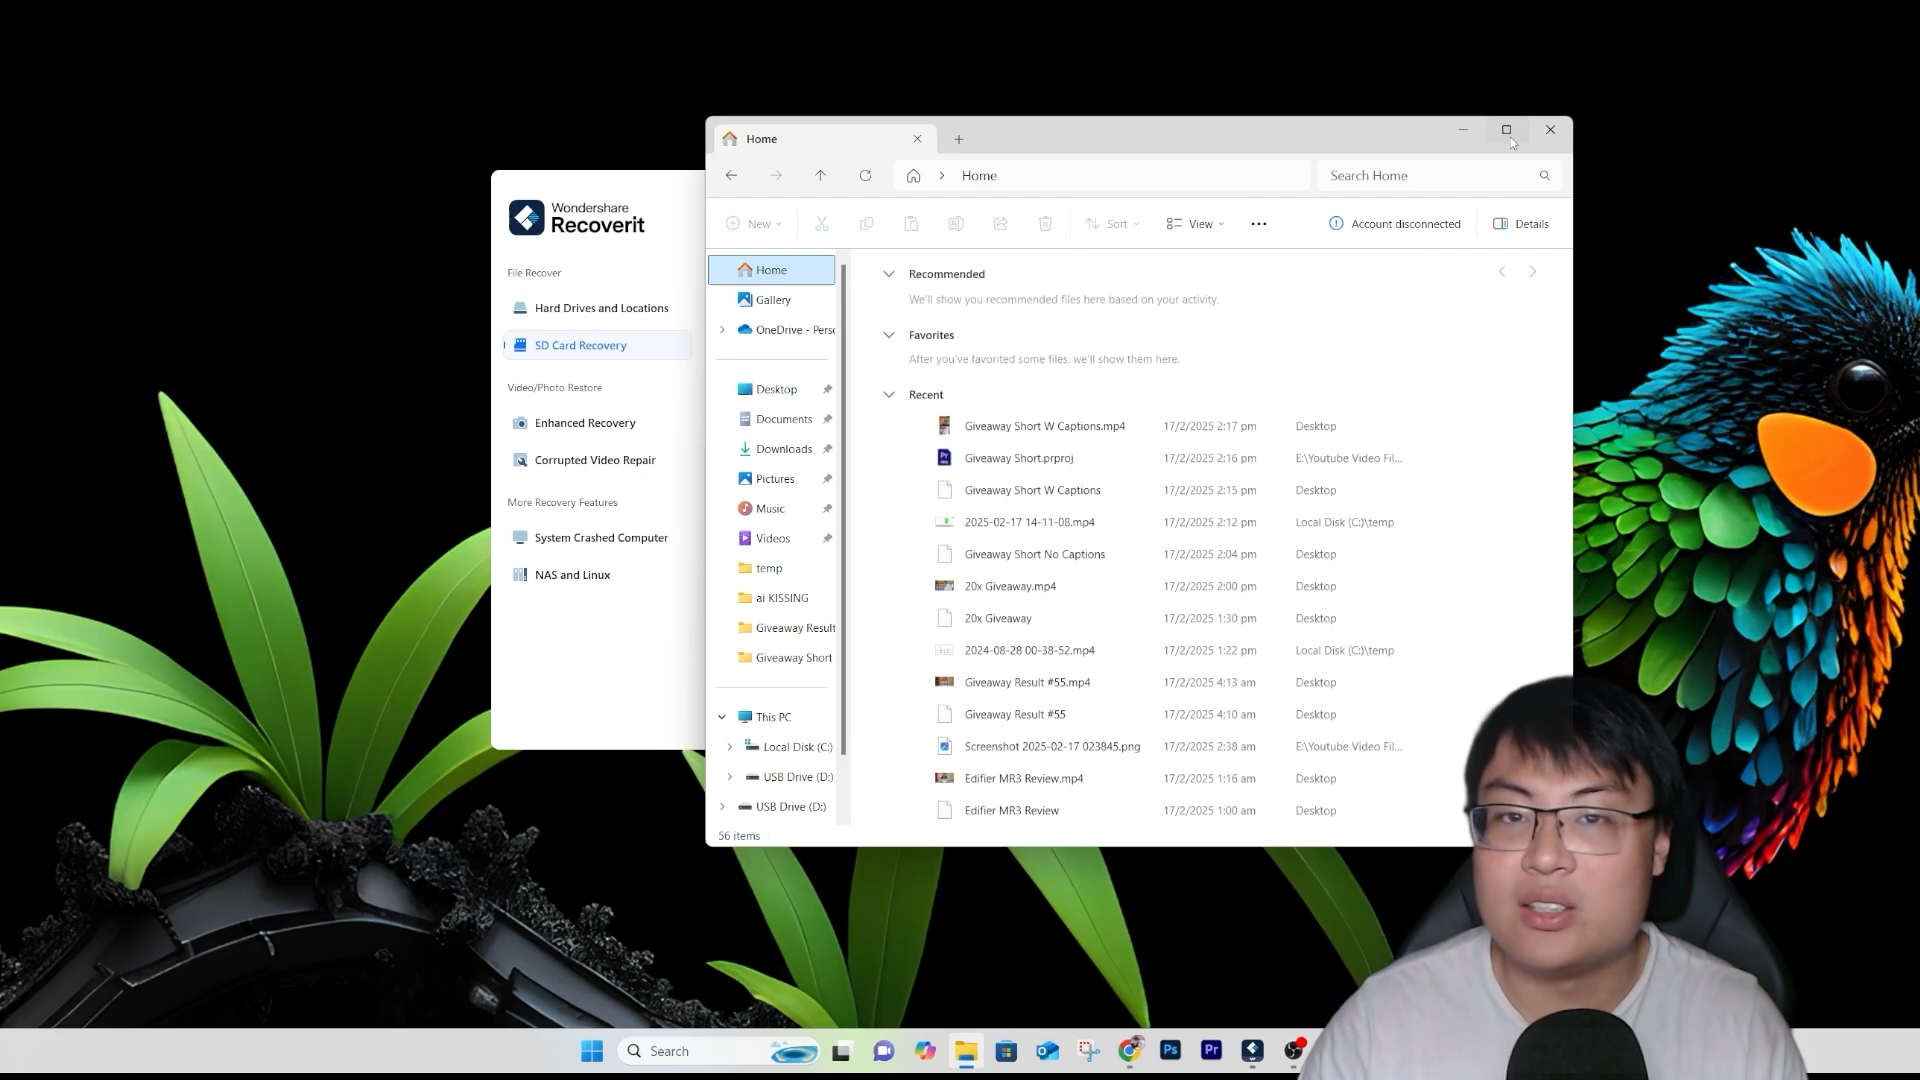 Wondershare
Recoverit
File Recover
Hard Drives and Locations
SD Card Recovery
Video/Photo Restore
Enhanced Recovery
Corrupted Video Repair
More Recovery Features
System Crashed Computer
NAS and Linux
Home
Home
Search Home
New
Sort
View
Account disconnected
Details
Home
Gallery
OneDrive - Perso
Desktop
Documents
Downloads
Pictures
Music
Videos
temp
ai KISSING
Giveaway Result
Giveaway Short
This PC
Local Disk (C:)
USB Drive (D:)
USB Drive (D:)
56 items
Recommended
We'll show you recommended files here based on your activity.
Favorites
After you've favorited some files, we'll show them here.
Recent
Giveaway Short W Captions.mp4 17/2/2025 2:17 pm Desktop
Giveaway Short.prproj 17/2/2025 2:16 pm E:\Youtube Video Fil...
Giveaway Short W Captions 17/2/2025 2:15 pm Desktop
2025-02-17 14-11-08.mp4 17/2/2025 2:12 pm Local Disk (C:)\temp
Giveaway Short No Captions 17/2/2025 2:04 pm Desktop
20x Giveaway.mp4 17/2/2025 2:00 pm Desktop
20x Giveaway 17/2/2025 1:30 pm Desktop
2024-08-28 00-38-52.mp4 17/2/2025 1:22 pm Local Disk (C:)\temp
Giveaway Result #55.mp4 17/2/2025 4:13 am Desktop
Giveaway Result #55 17/2/2025 4:10 am Desktop
Screenshot 2025-02-17 023845.png 17/2/2025 2:38 am E:\Youtube Video Fil...
Edifier MR3 Review.mp4 17/2/2025 1:16 am Desktop
Edifier MR3 Review 17/2/2025 1:00 am Desktop
Search
Ps
Pr